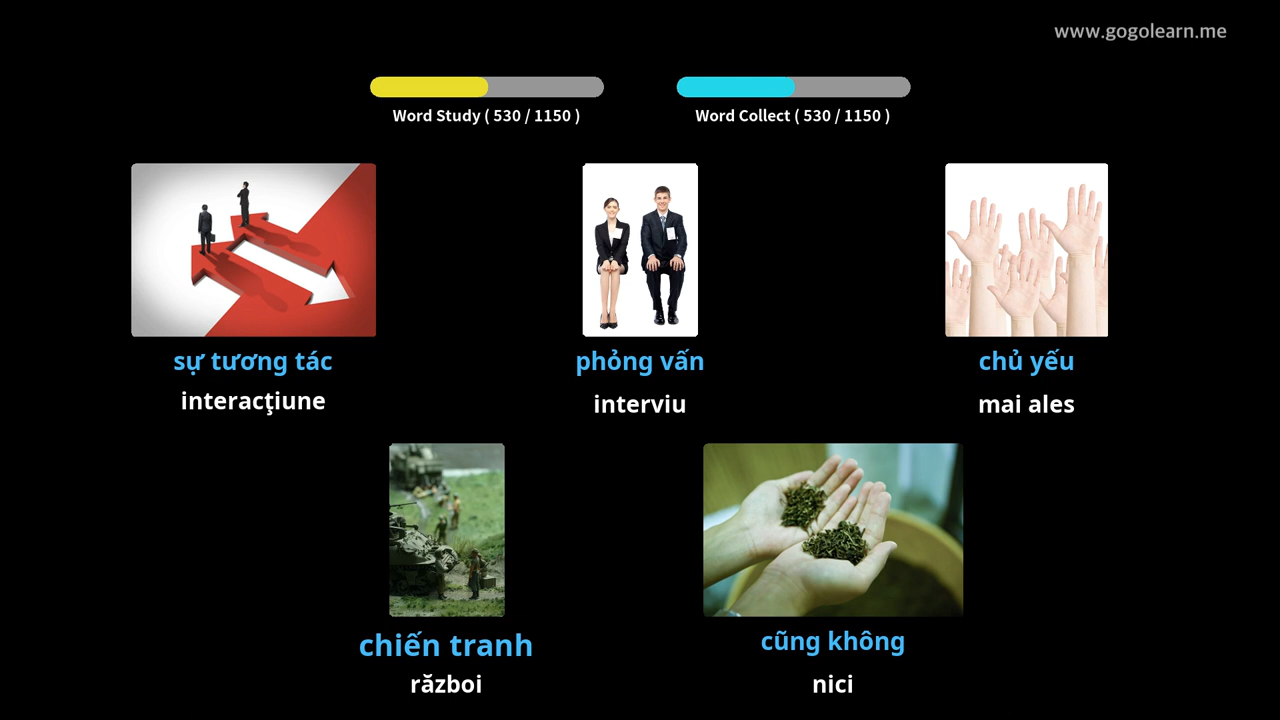 www.gogolearn.me
Word Study ( 530 / 1150 )
Word Collect ( 530 / 1150 )
sự tương tác
interacţiune
phỏng vấn
interviu
chủ yếu
mai ales
chiến tranh
război
cũng không
nici